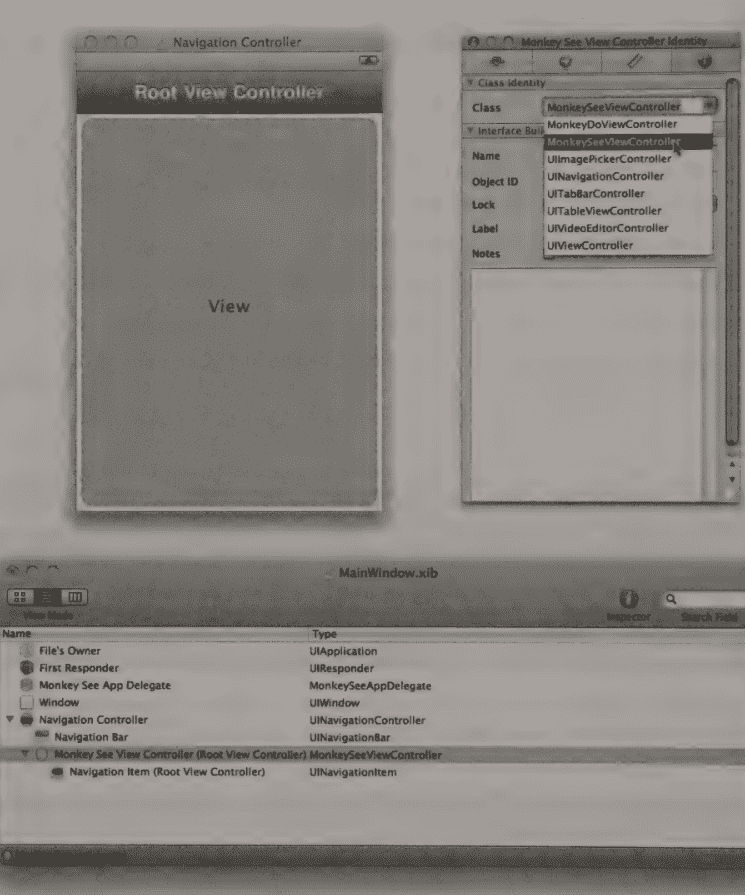 Navigation Controller
Root View Controller
View
Monkey See View Controller Identity
Class Identity
Class MonkeySeeViewController
MonkeyDoViewController
Interface Buil
MonkeySeeViewController
Name UIImagePickerController
UINavigationController
Object ID
UITabBarController
Lock
UITableViewController
Label UIVideoEditorController
UIViewController
Notes
MainWindow.xib
View Mode Inspector Search Field
Name Type
File's Owner UIApplication
First Responder UIResponder
Monkey See App Delegate MonkeySeeAppDelegate
Window UIWindow
Navigation Controller UINavigationController
Navigation Bar UINavigationBar
Monkey See View Controller (Root View Controller) MonkeySeeViewController
Navigation Item (Root View Controller) UINavigationItem